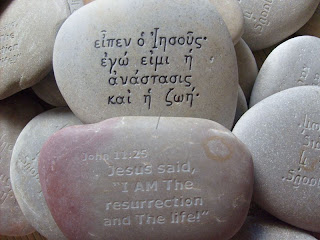 εἶπεν ὁ Ἰησοῦς·
ἐγώ εἰμι ἡ
ἀνάστασις
καὶ ἡ ζωή·
John 11:25
Jesus said,
"I AM The
resurrection
and The life!"